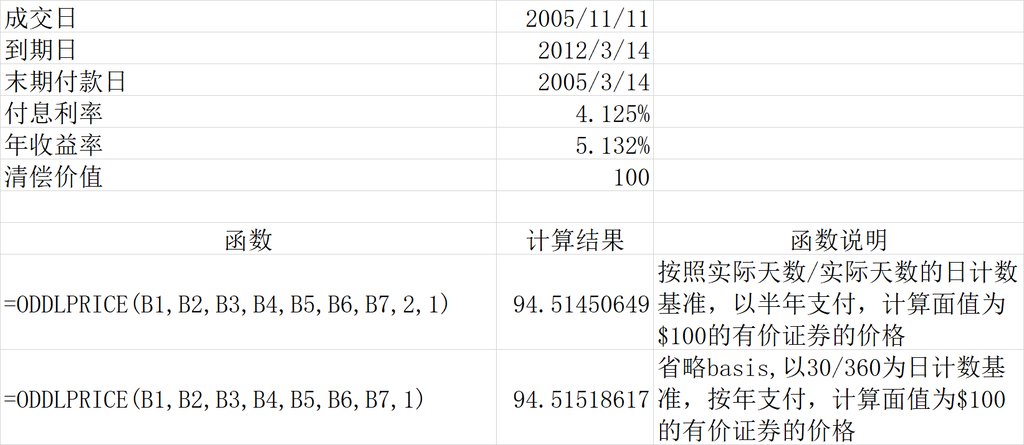 成交日 2005/11/11
到期日 2012/3/14
末期付款日 2005/3/14
付息利率 4.125%
年收益率 5.132%
清偿价值 100
函数 计算结果 函数说明
=ODDLPRICE(B1,B2,B3,B4,B5,B6,B7,2,1) 94.51450649 按照实际天数/实际天数的日计数
基准，以半年支付，计算面值为
$100的有价证券的价格
=ODDLPRICE(B1,B2,B3,B4,B5,B6,B7,1) 94.51518617 省略basis,以30/360为日计数基
准，按年支付，计算面值为$100
的有价证券的价格